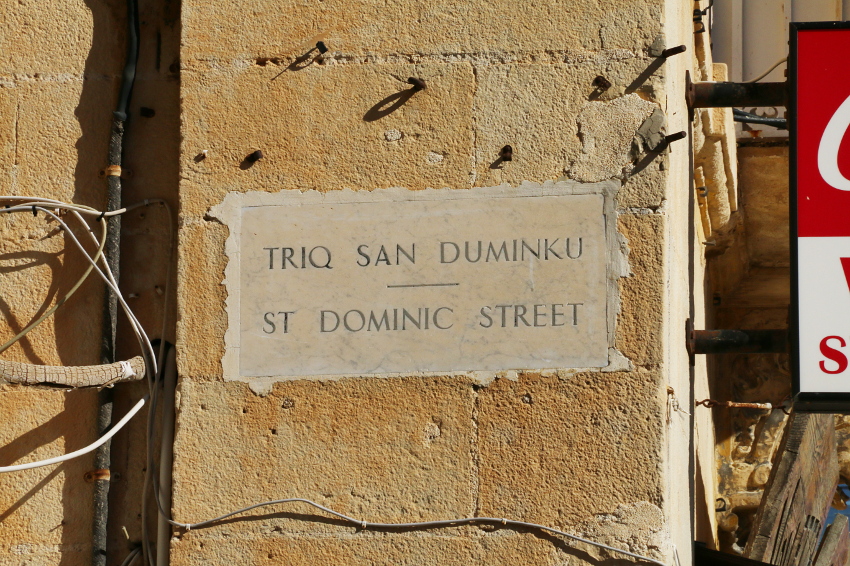 TRIQ SAN DUMINKU
ST DOMINIC STREET